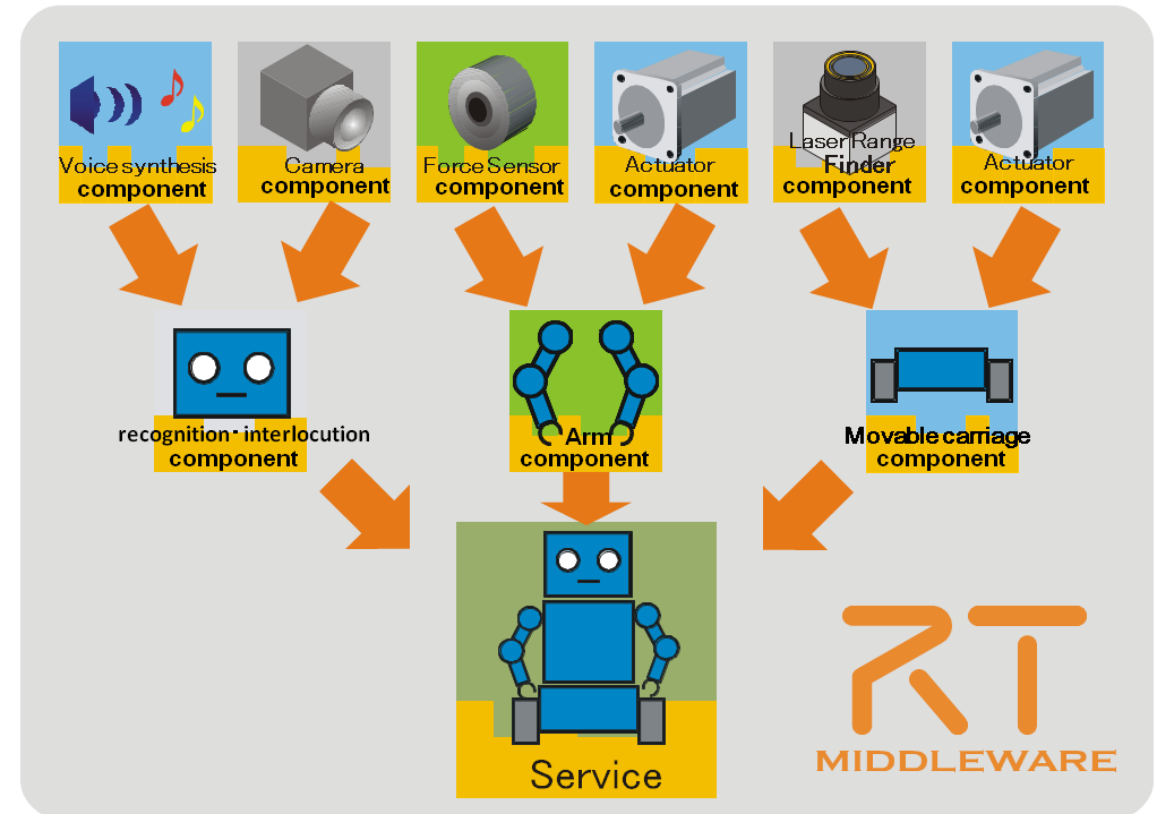 Voice synthesis
component
Camera
component
Force Sensor
component
Actuator
component
Laser Range
Finder
component
Actuator
component
recognition・interlocution
component
Arm
component
Movable carriage
component
Service
RT
MIDDLEWARE